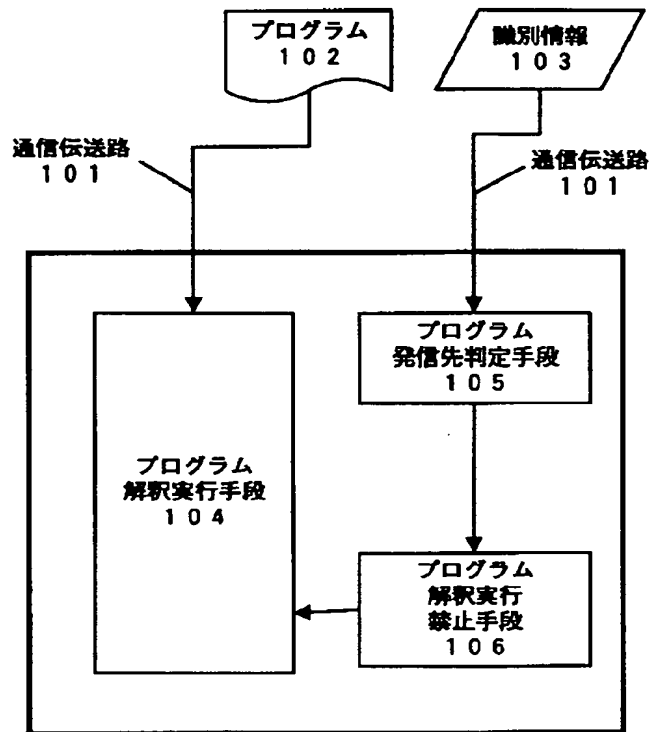 プログラム
１０２
識別情報
１０３
通信伝送路
１０１
通信伝送路
１０１
プログラム
発信先判定手段
１０５
プログラム
解釈実行手段
１０４
プログラム
解釈実行
禁止手段
１０６